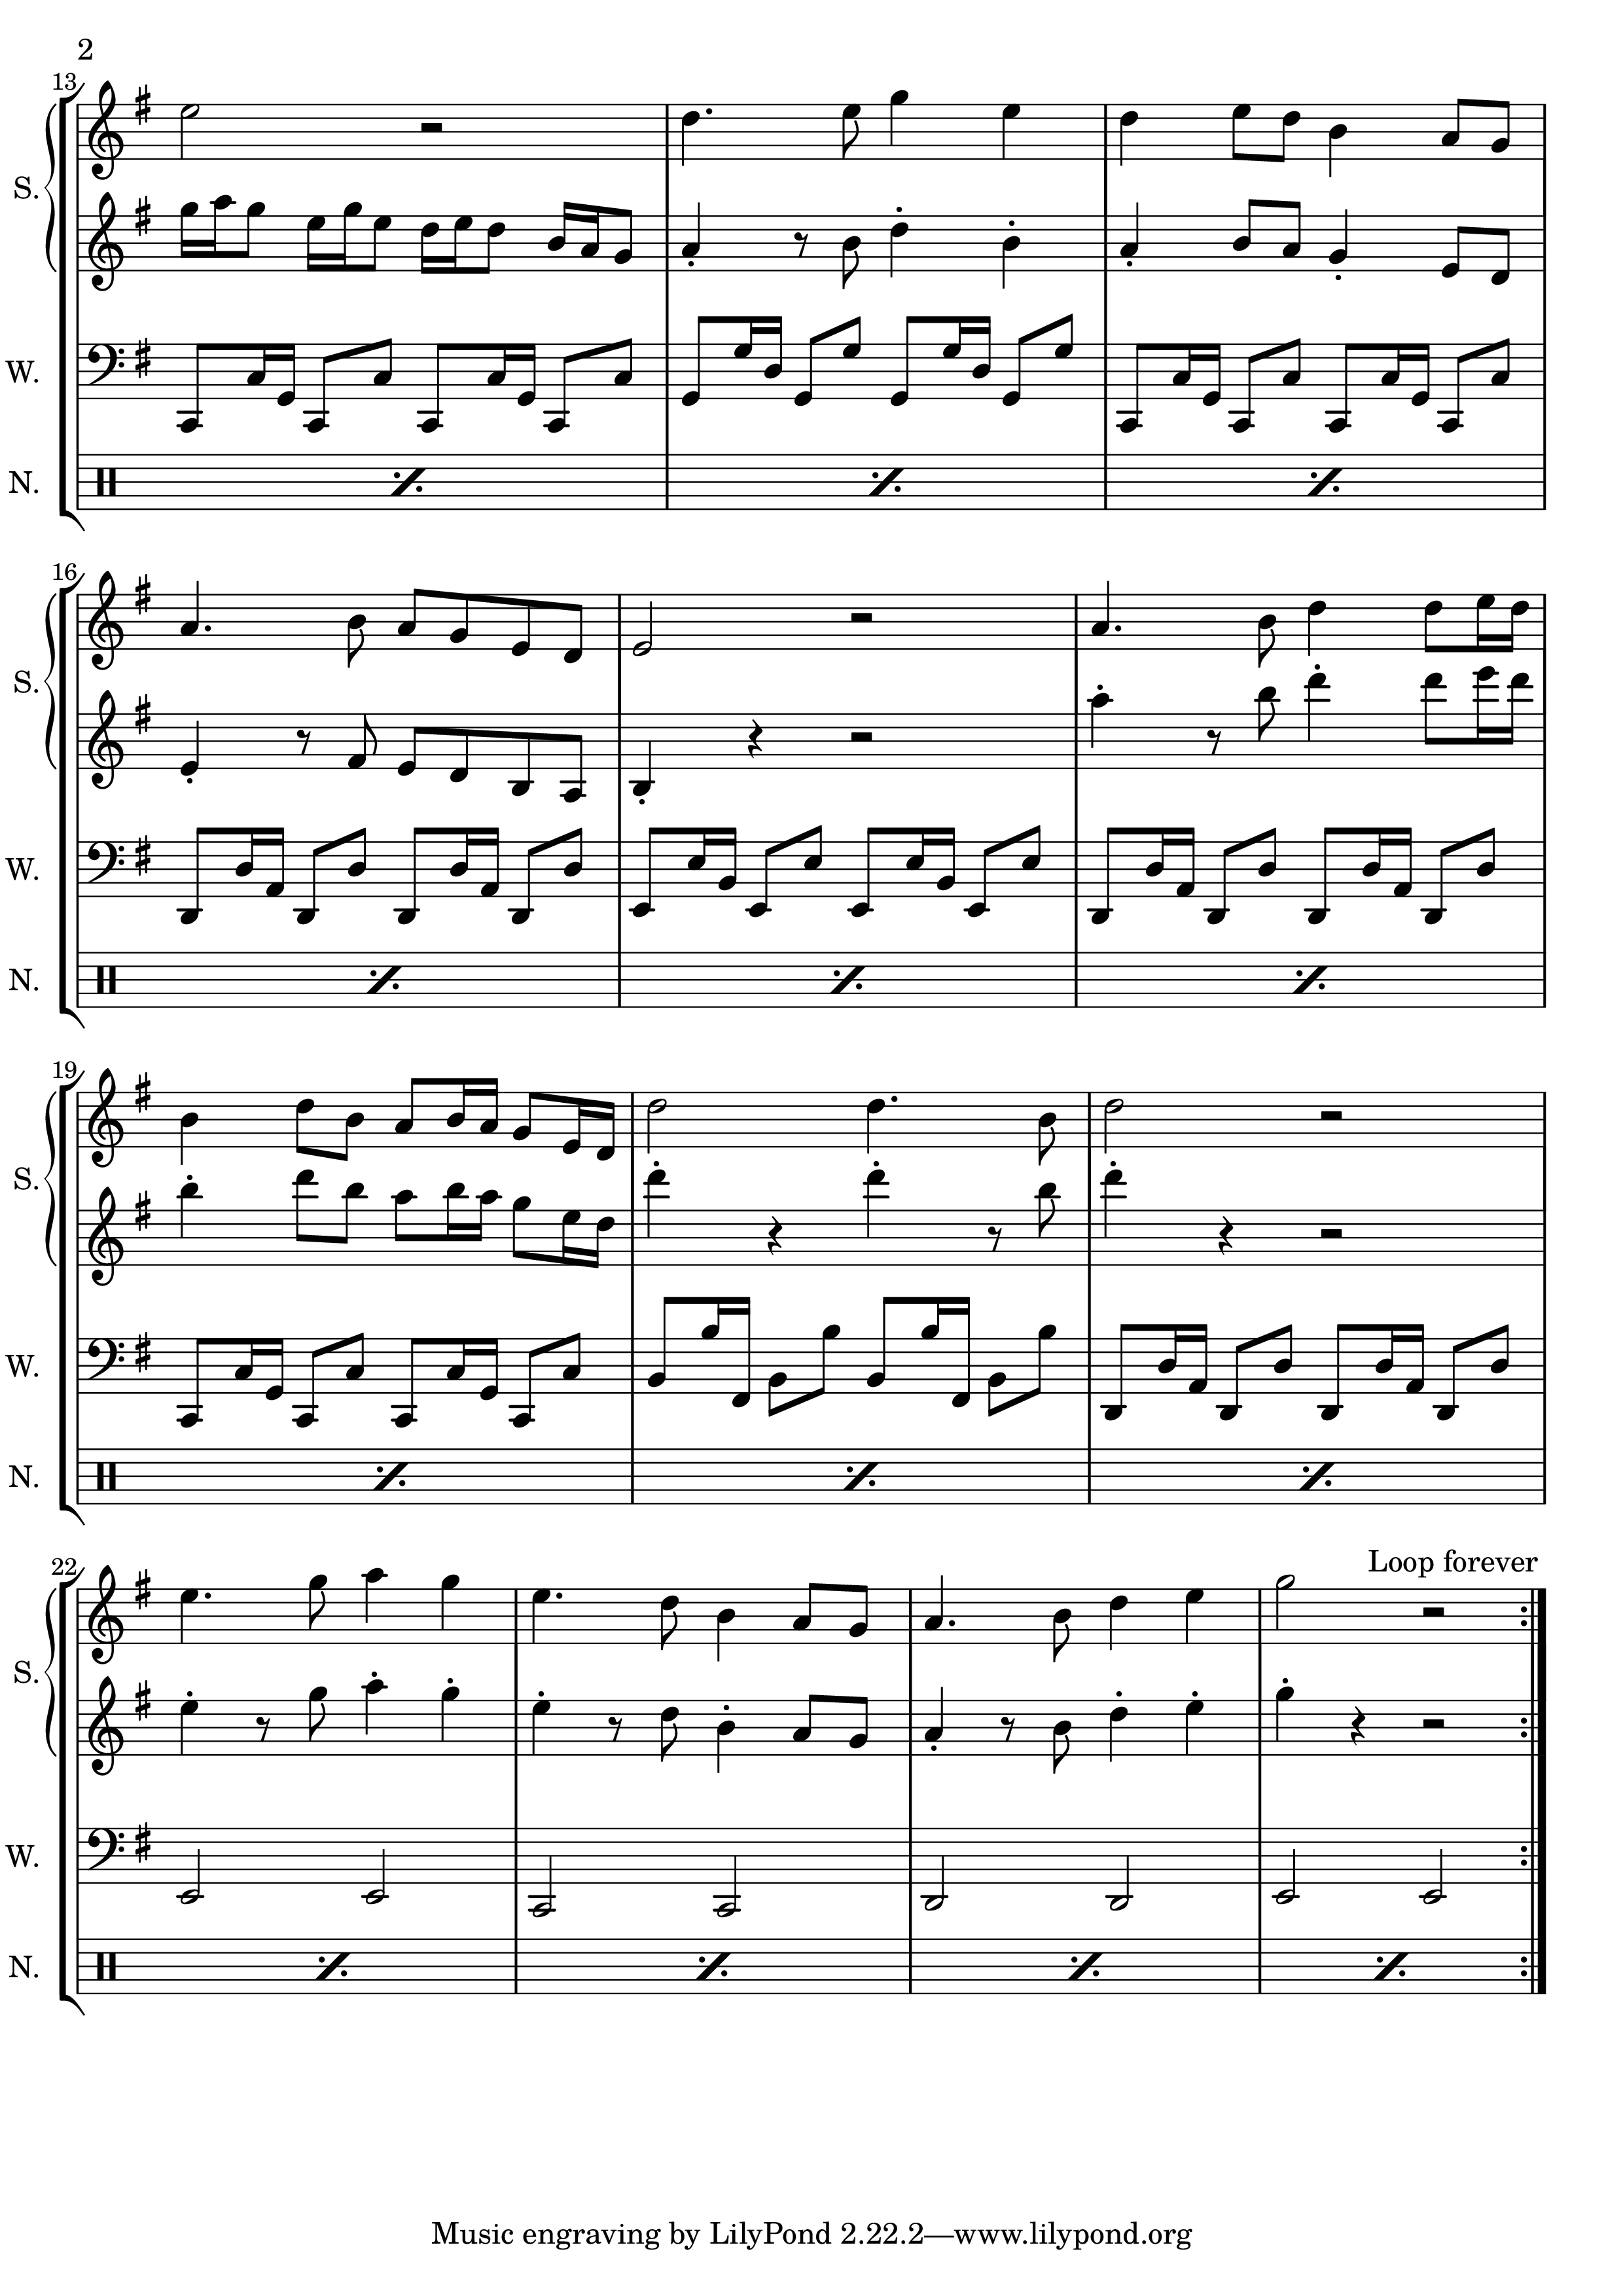 2
13
S.
W.
N.
16
S.
W.
N.
19
S.
W.
N.
Loop forever
22
S.
W.
N.
Music engraving by LilyPond 2.22.2—www.lilypond.org